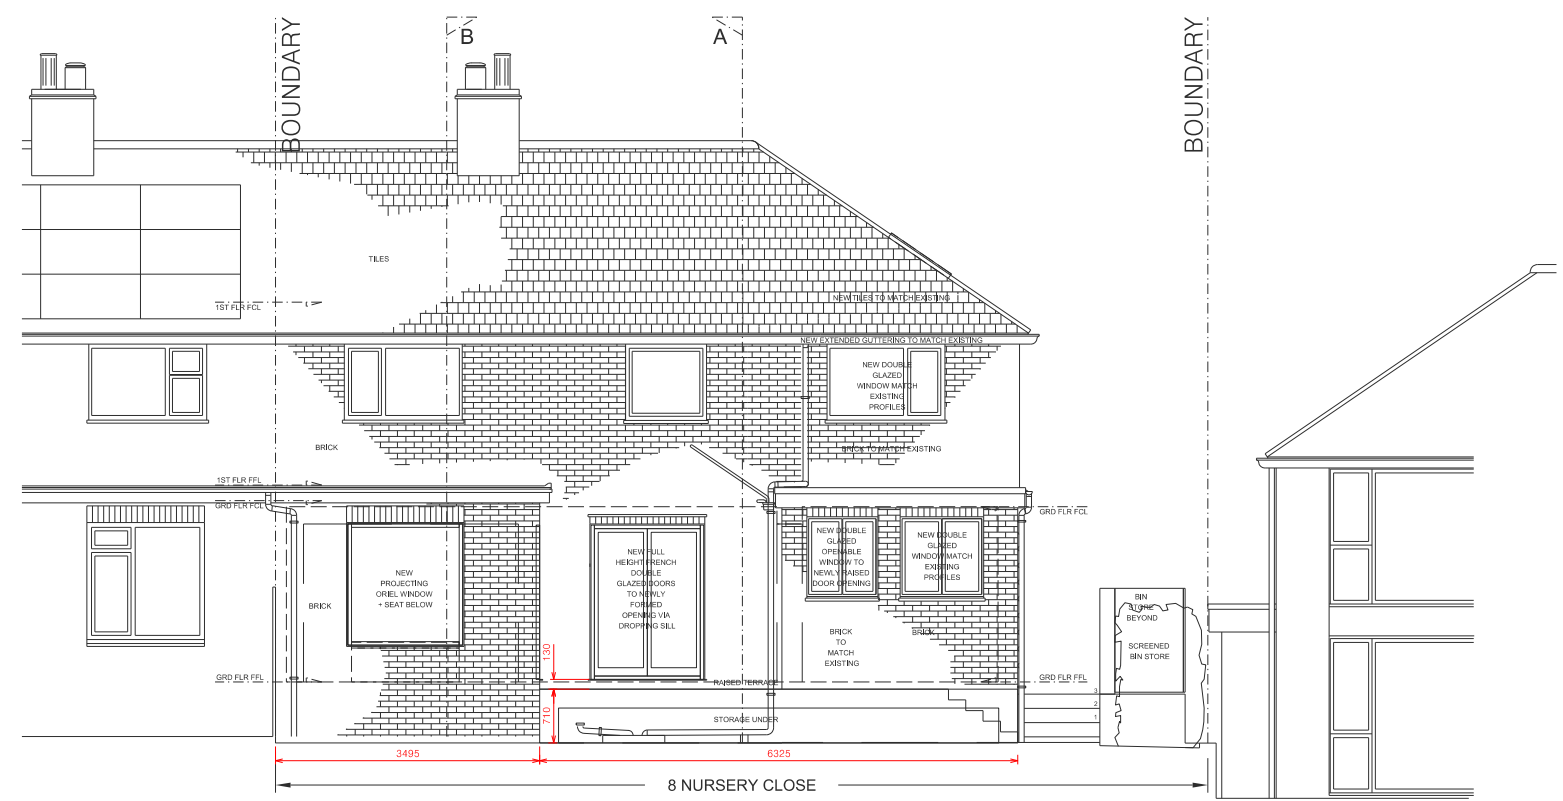 BOUNDARY
B
A
BOUNDARY
TILES
1ST FLR FCL
NEW TILES TO MATCH EXISTING
NEW EXTENDED GUTTERING TO MATCH EXISTING
NEW DOUBLE
GLAZED
WINDOW MATCH
EXISTING
PROFILES
BRICK
BRICK TO MATCH EXISTING
1ST FLR FFL
GRD FLR FCL
GRD FLR FCL
NEW
PROJECTING
ORIEL WINDOW
+ SEAT BELOW
BRICK
NEW FULL
HEIGHT FRENCH
DOUBLE
GLAZED DOORS
TO NEWLY
FORMED
OPENING VIA
DROPPING SILL
NEW DOUBLE
GLAZED
OPENABLE
WINDOW TO
NEWLY RAISED
DOOR OPENING
NEW DOUBLE
GLAZED
WINDOW MATCH
EXISTING
PROFILES
BRICK
TO
MATCH
EXISTING
BRICK
BIN
STORE
BEYOND
SCREENED
BIN STORE
130
GRD FLR FFL
RAISED TERRACE
GRD FLR FFL
3
2
1
710
STORAGE UNDER
3495
6325
8 NURSERY CLOSE